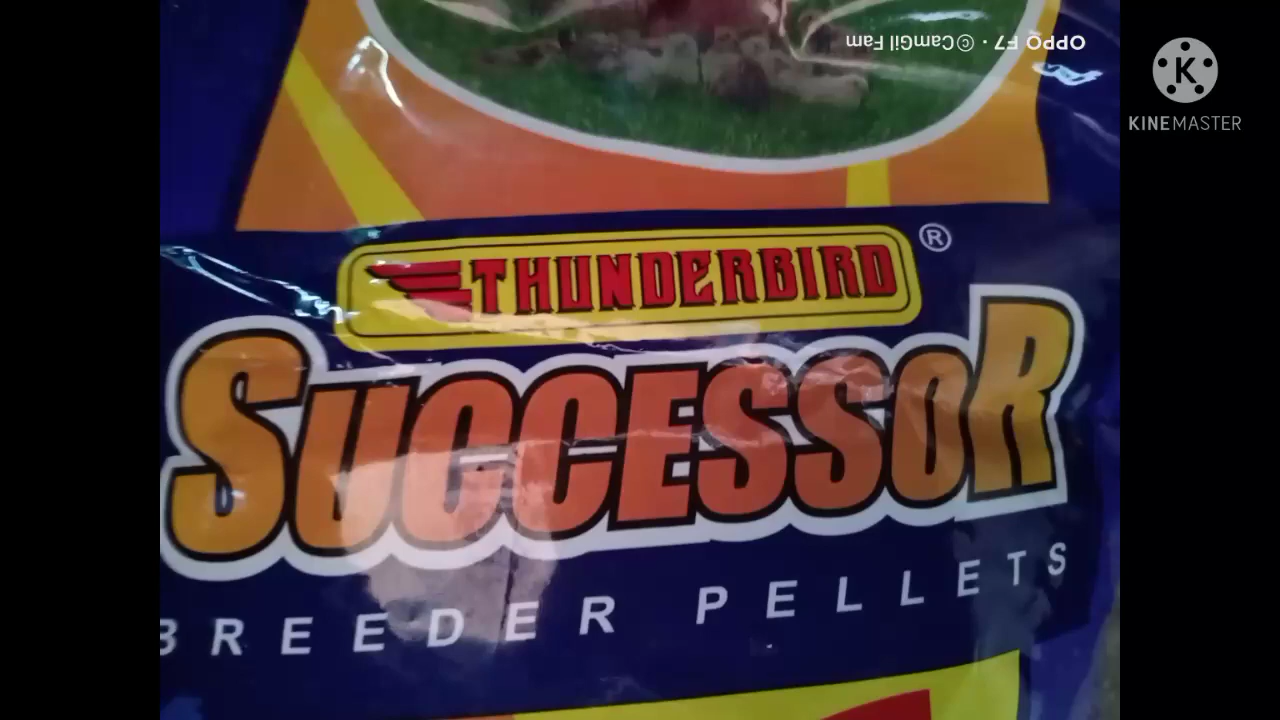 OPPO F7 · ©CamGil Fam
KINEMASTER
THUNDERBIRD ®
SUCCESSOR
BREEDER PELLETS